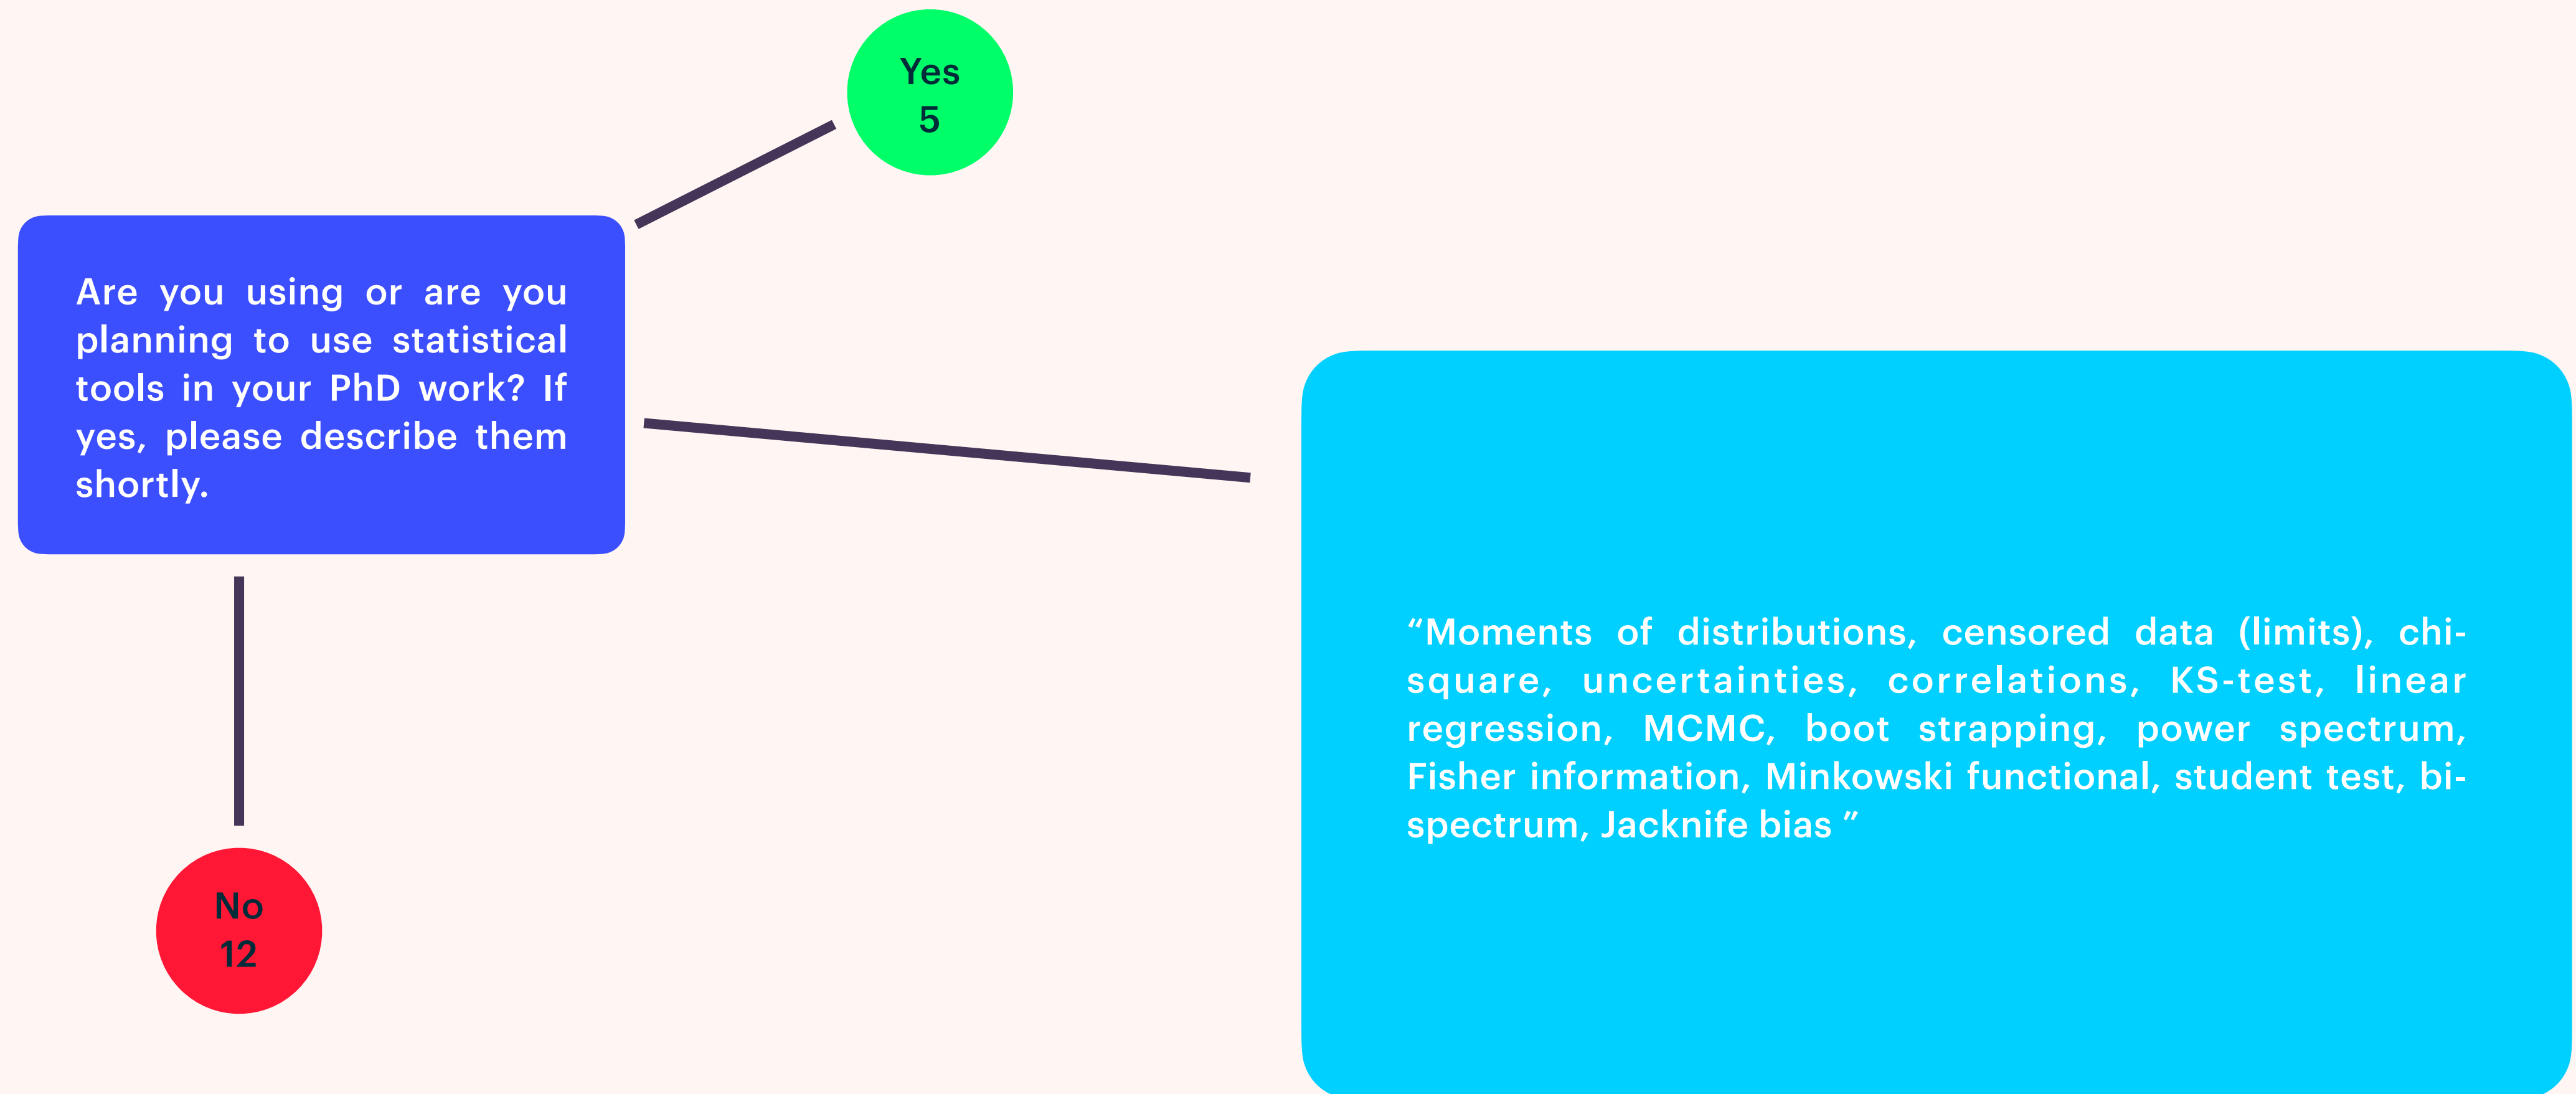 Yes
5
Are you using or are you
planning to use statistical
tools in your PhD work? If
yes, please describe them
shortly.
“Moments of distributions, censored data (limits), chi-
square, uncertainties, correlations, KS-test, linear
regression, MCMC, boot strapping, power spectrum,
Fisher information, Minkowski functional, student test, bi-
spectrum, Jacknife bias ”
No
12